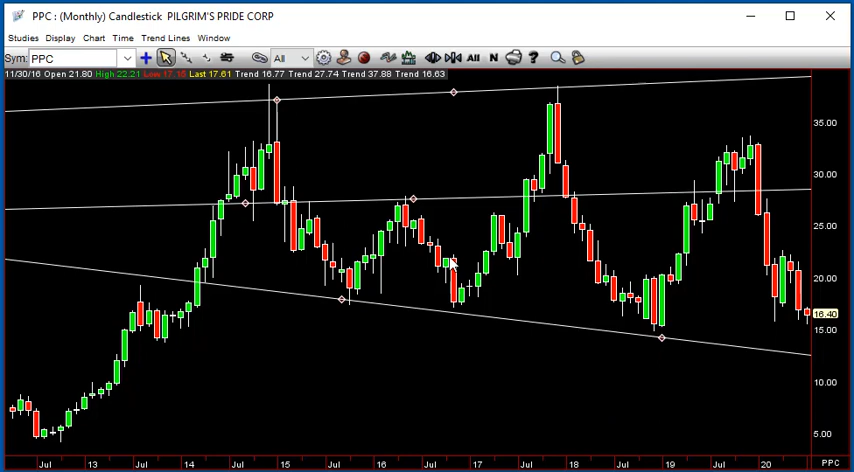 PPC : (Monthly) Candlestick PILGRIM'S PRIDE CORP
Studies Display Chart Time Trend Lines Window
Sym: PPC All All N ?
11/30/16 Open 21.80 High 22.21 Low 17.15 Last 17.61 Trend 16.77 Trend 27.74 Trend 37.88 Trend 16.63
35.00
30.00
25.00
20.00
16.40
15.00
10.00
5.00
Jul 13 Jul 14 Jul 15 Jul 16 Jul 17 Jul 18 Jul 19 Jul 20 PPC